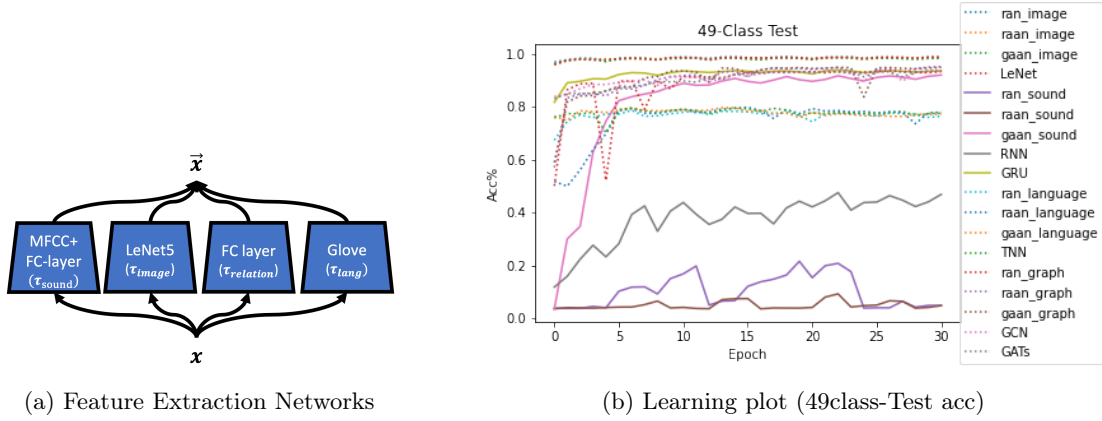 x⃗
MFCC+
FC-layer
(τsound)
LeNet5
(τimage)
FC layer
(τrelation)
Glove
(τlang)
x
(a) Feature Extraction Networks
49-Class Test
Acc%
1.0
0.8
0.6
0.4
0.2
0.0
0 5 10 15 20 25 30
Epoch
ran_image
raan_image
gaan_image
LeNet
ran_sound
raan_sound
gaan_sound
RNN
GRU
ran_language
raan_language
gaan_language
TNN
ran_graph
raan_graph
gaan_graph
GCN
GATs
(b) Learning plot (49class-Test acc)